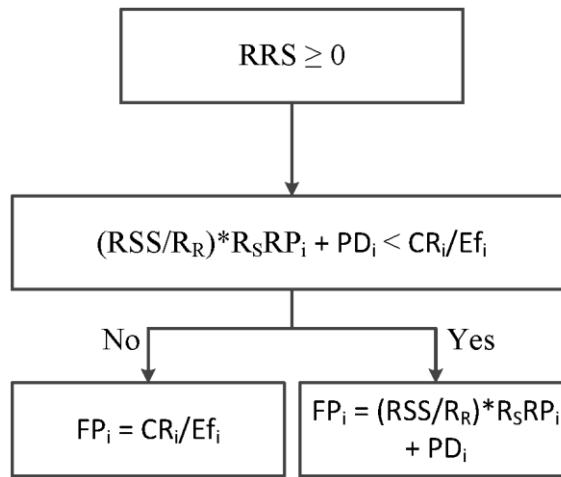 RRS ≥ 0
(RSS/R_R)*R_SRP_i + PD_i < CR_i/Ef_i
No
Yes
FP_i = CR_i/Ef_i
FP_i = (RSS/R_R)*R_SRP_i
+ PD_i